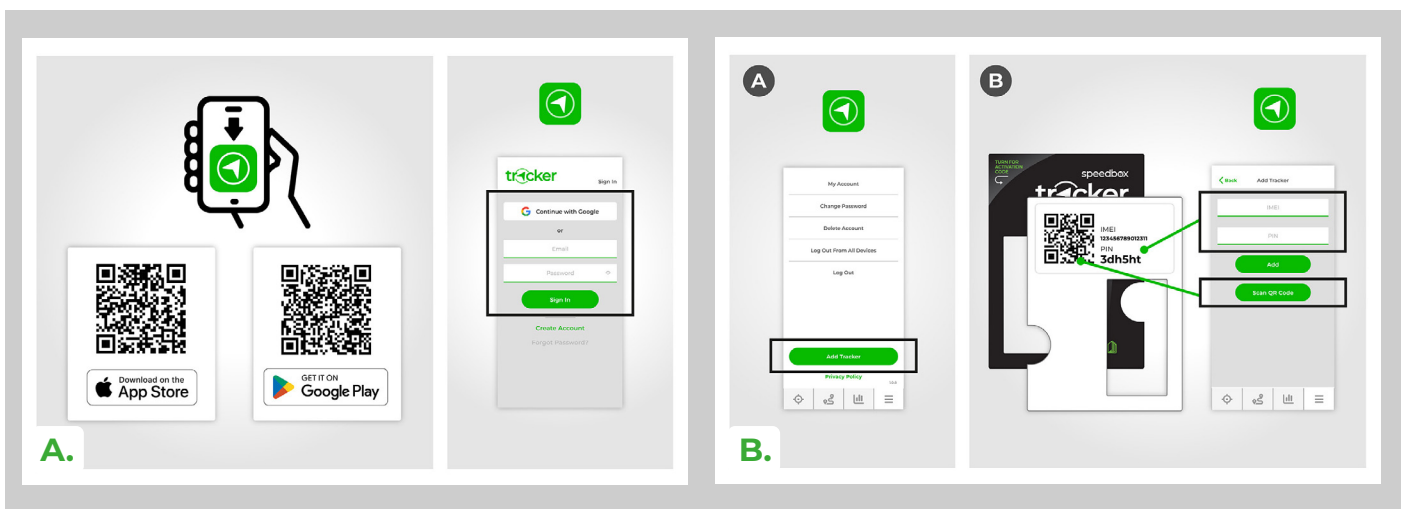 Download on the
App Store
GET IT ON
Google Play
A.
tracker
Sign In
Continue with Google
or
Email
Password
Sign In
Create Account
Forgot Password?
A
My Account
Change Password
Delete Account
Log Out From All Devices
Log Out
Add Tracker
Privacy Policy
B.
B
TURN FOR
ACTIVATION
CODE
speedbox
tracker
IMEI
123456789012311
PIN
3dh5ht
Back
Add Tracker
IMEI
PIN
Add
Scan QR Code